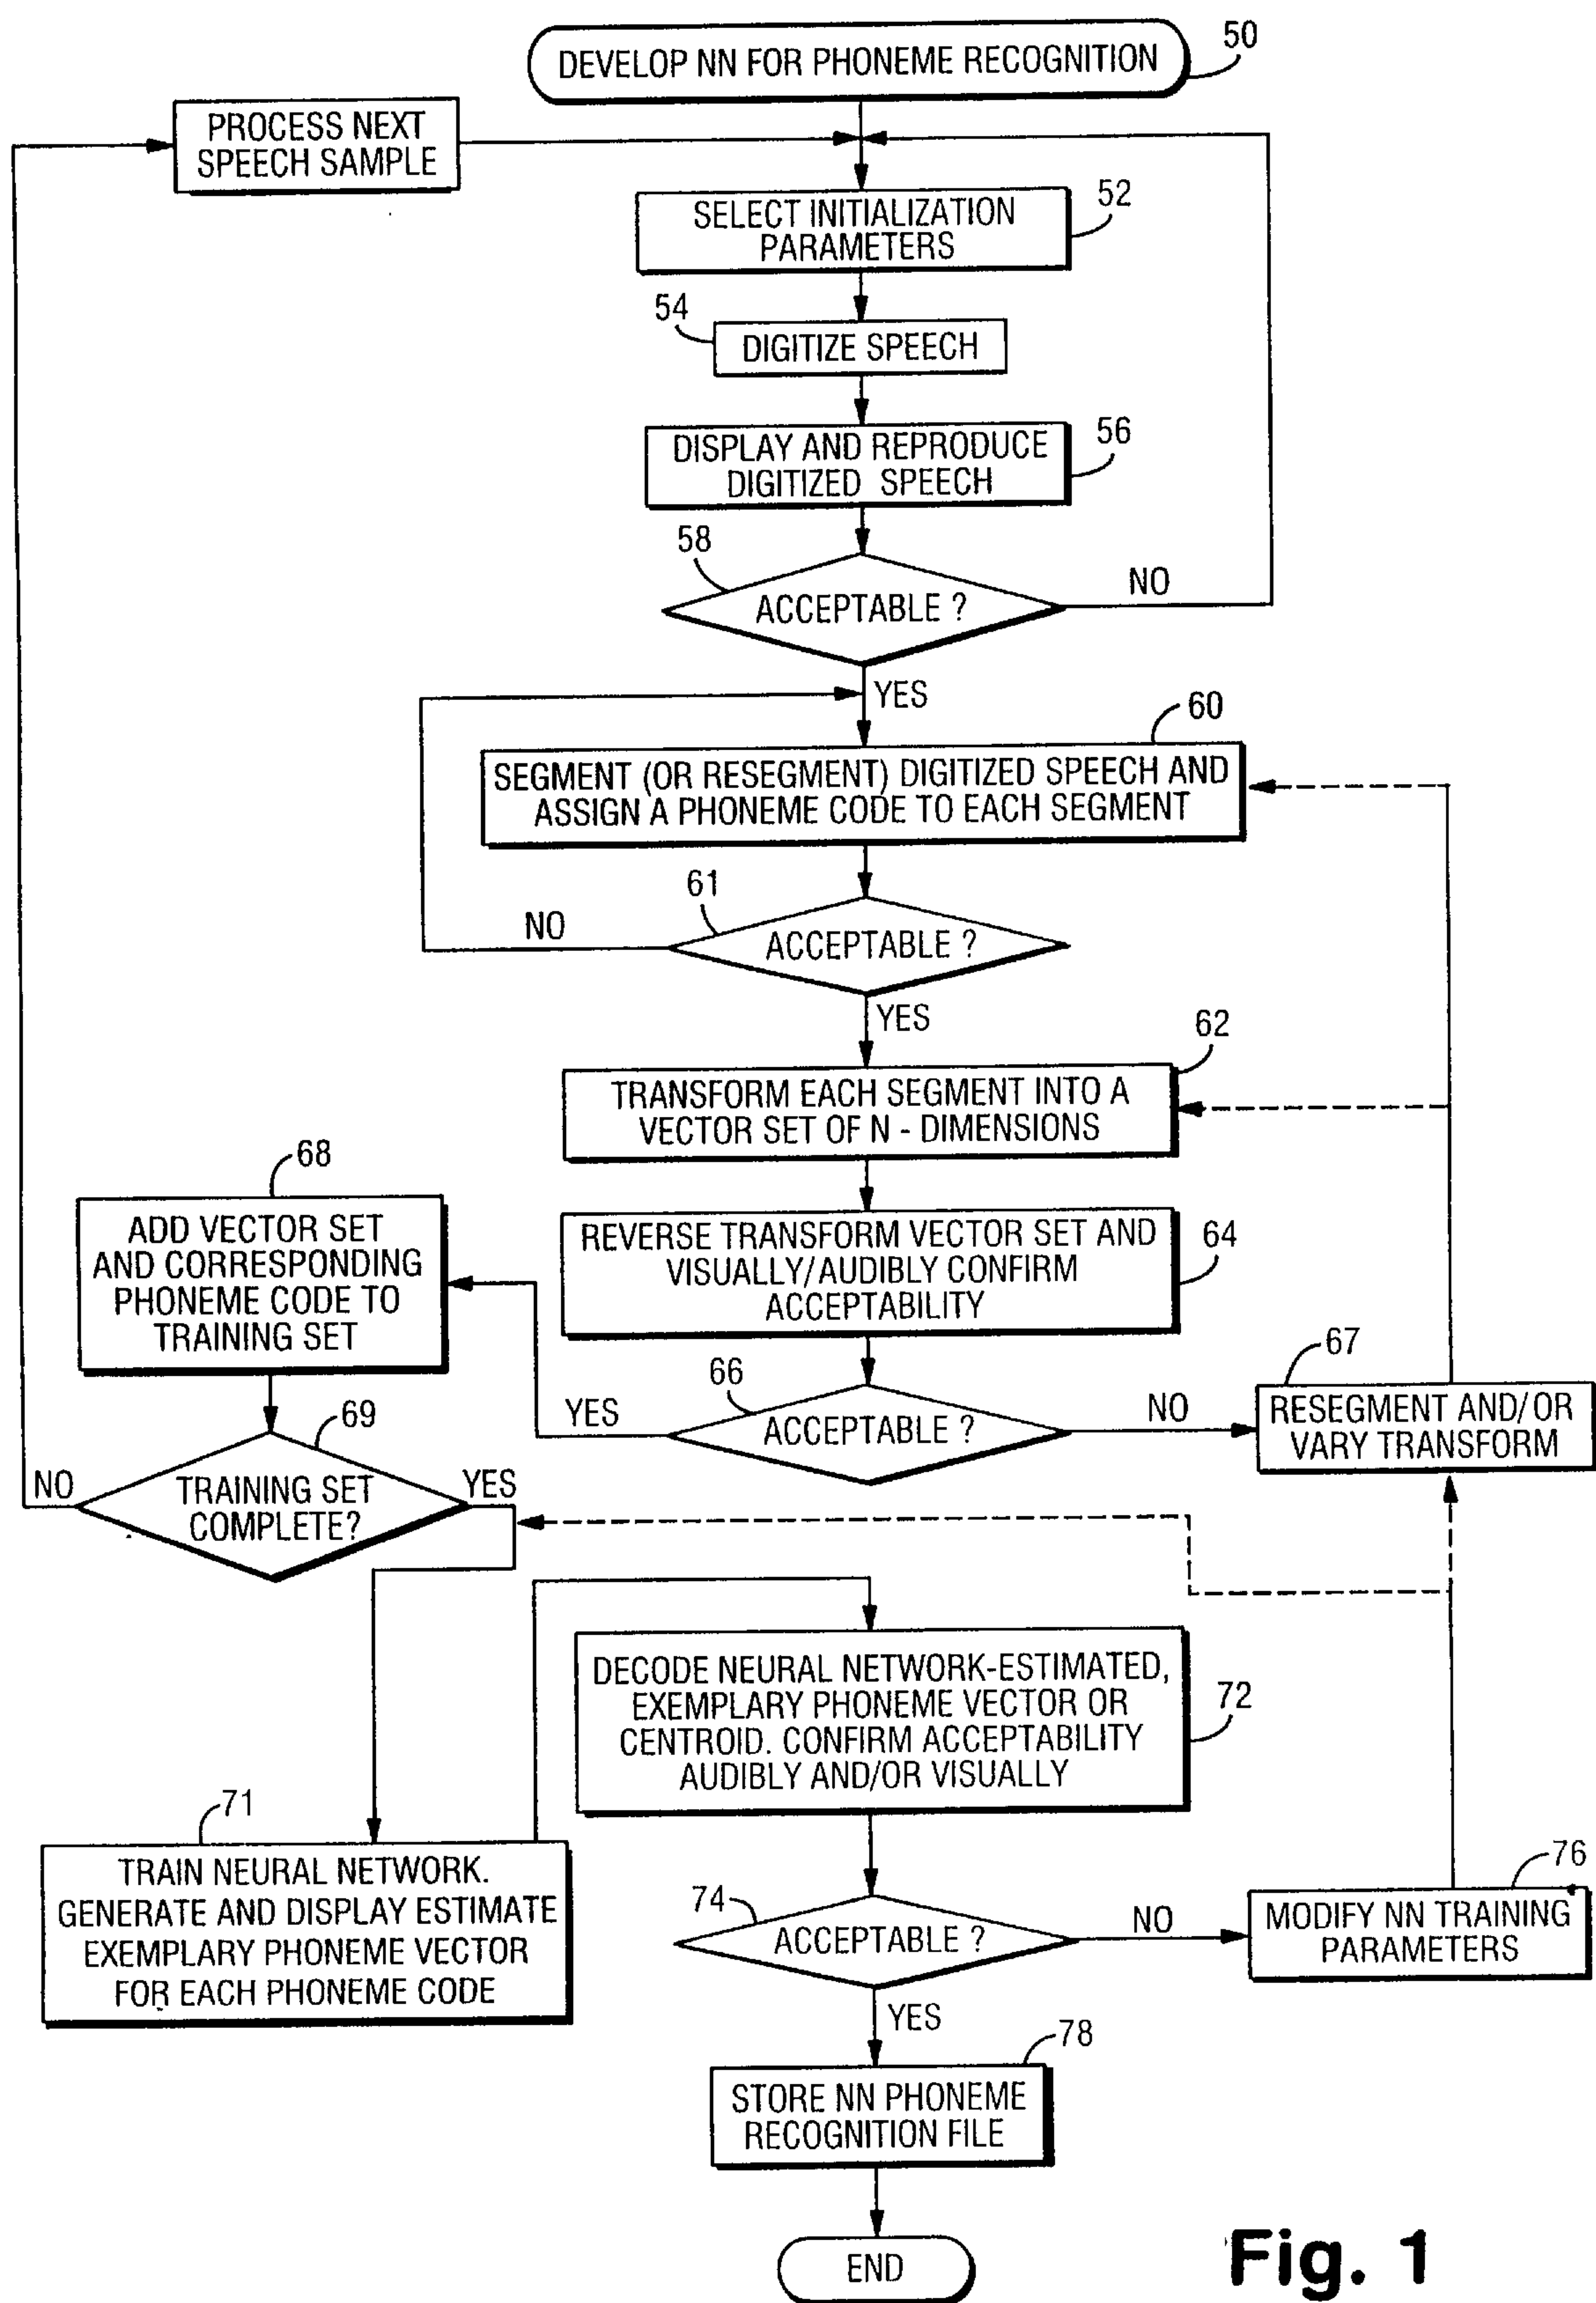 DEVELOP NN FOR PHONEME RECOGNITION
50
PROCESS NEXT
SPEECH SAMPLE
SELECT INITIALIZATION
PARAMETERS
52
54
DIGITIZE SPEECH
DISPLAY AND REPRODUCE
DIGITIZED SPEECH
56
58
ACCEPTABLE ?
NO
YES
60
SEGMENT (OR RESEGMENT) DIGITIZED SPEECH AND
ASSIGN A PHONEME CODE TO EACH SEGMENT
61
NO
ACCEPTABLE ?
YES
62
TRANSFORM EACH SEGMENT INTO A
VECTOR SET OF N - DIMENSIONS
68
ADD VECTOR SET
AND CORRESPONDING
PHONEME CODE TO
TRAINING SET
REVERSE TRANSFORM VECTOR SET AND
VISUALLY/AUDIBLY CONFIRM
ACCEPTABILITY
64
66
YES
ACCEPTABLE ?
NO
67
RESEGMENT AND/OR
VARY TRANSFORM
69
NO
TRAINING SET
COMPLETE?
YES
DECODE NEURAL NETWORK-ESTIMATED,
EXEMPLARY PHONEME VECTOR OR
CENTROID. CONFIRM ACCEPTABILITY
AUDIBLY AND/OR VISUALLY
72
71
TRAIN NEURAL NETWORK.
GENERATE AND DISPLAY ESTIMATE
EXEMPLARY PHONEME VECTOR
FOR EACH PHONEME CODE
74
ACCEPTABLE ?
NO
76
MODIFY NN TRAINING
PARAMETERS
YES
78
STORE NN PHONEME
RECOGNITION FILE
END
Fig. 1